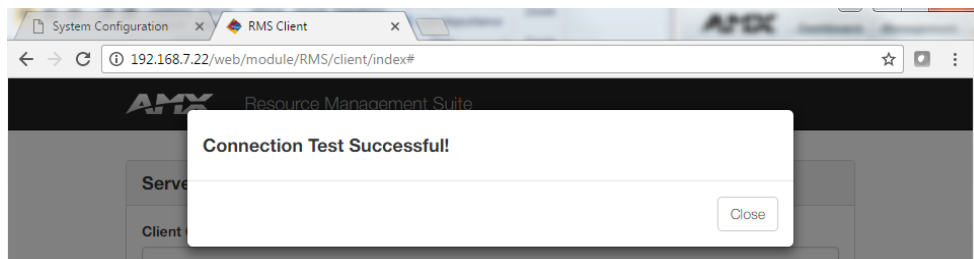 System Configuration
RMS Client
AMX
192.168.7.22/web/module/RMS/client/index#
AMX Resource Management Suite
Connection Test Successful!
Serve
Close
Client